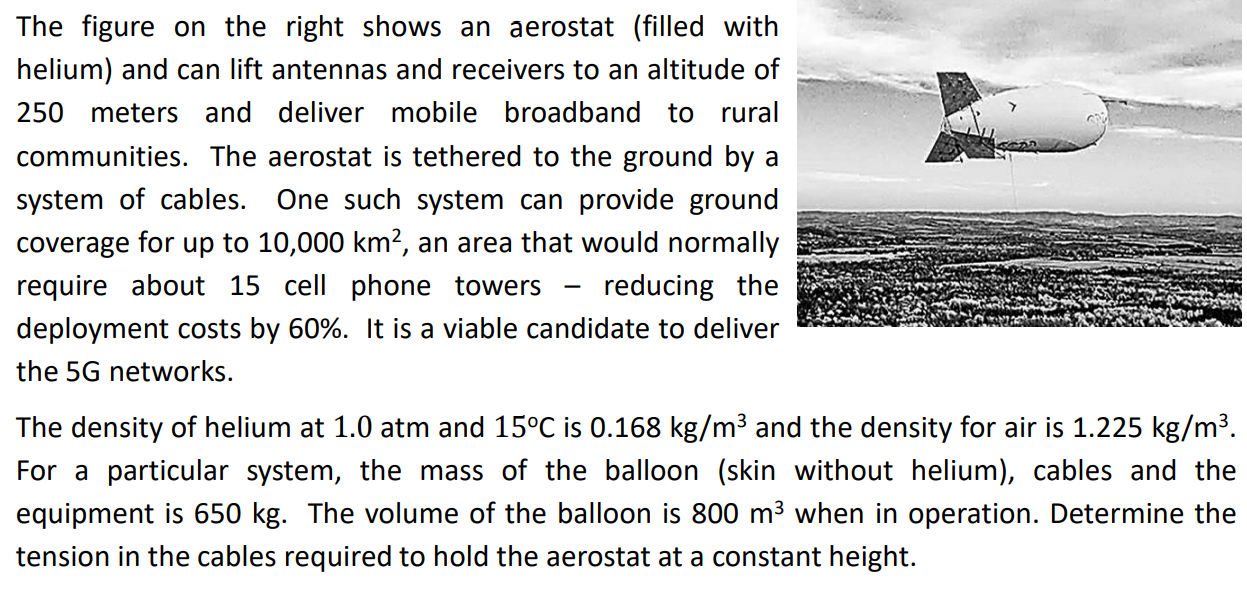 The figure on the right shows an aerostat (filled with
helium) and can lift antennas and receivers to an altitude of
250 meters and deliver mobile broadband to rural
communities. The aerostat is tethered to the ground by a
system of cables. One such system can provide ground
coverage for up to 10,000 km², an area that would normally
require about 15 cell phone towers – reducing the
deployment costs by 60%. It is a viable candidate to deliver
the 5G networks.
The density of helium at 1.0 atm and 15°C is 0.168 kg/m³ and the density for air is 1.225 kg/m³.
For a particular system, the mass of the balloon (skin without helium), cables and the
equipment is 650 kg. The volume of the balloon is 800 m³ when in operation. Determine the
tension in the cables required to hold the aerostat at a constant height.